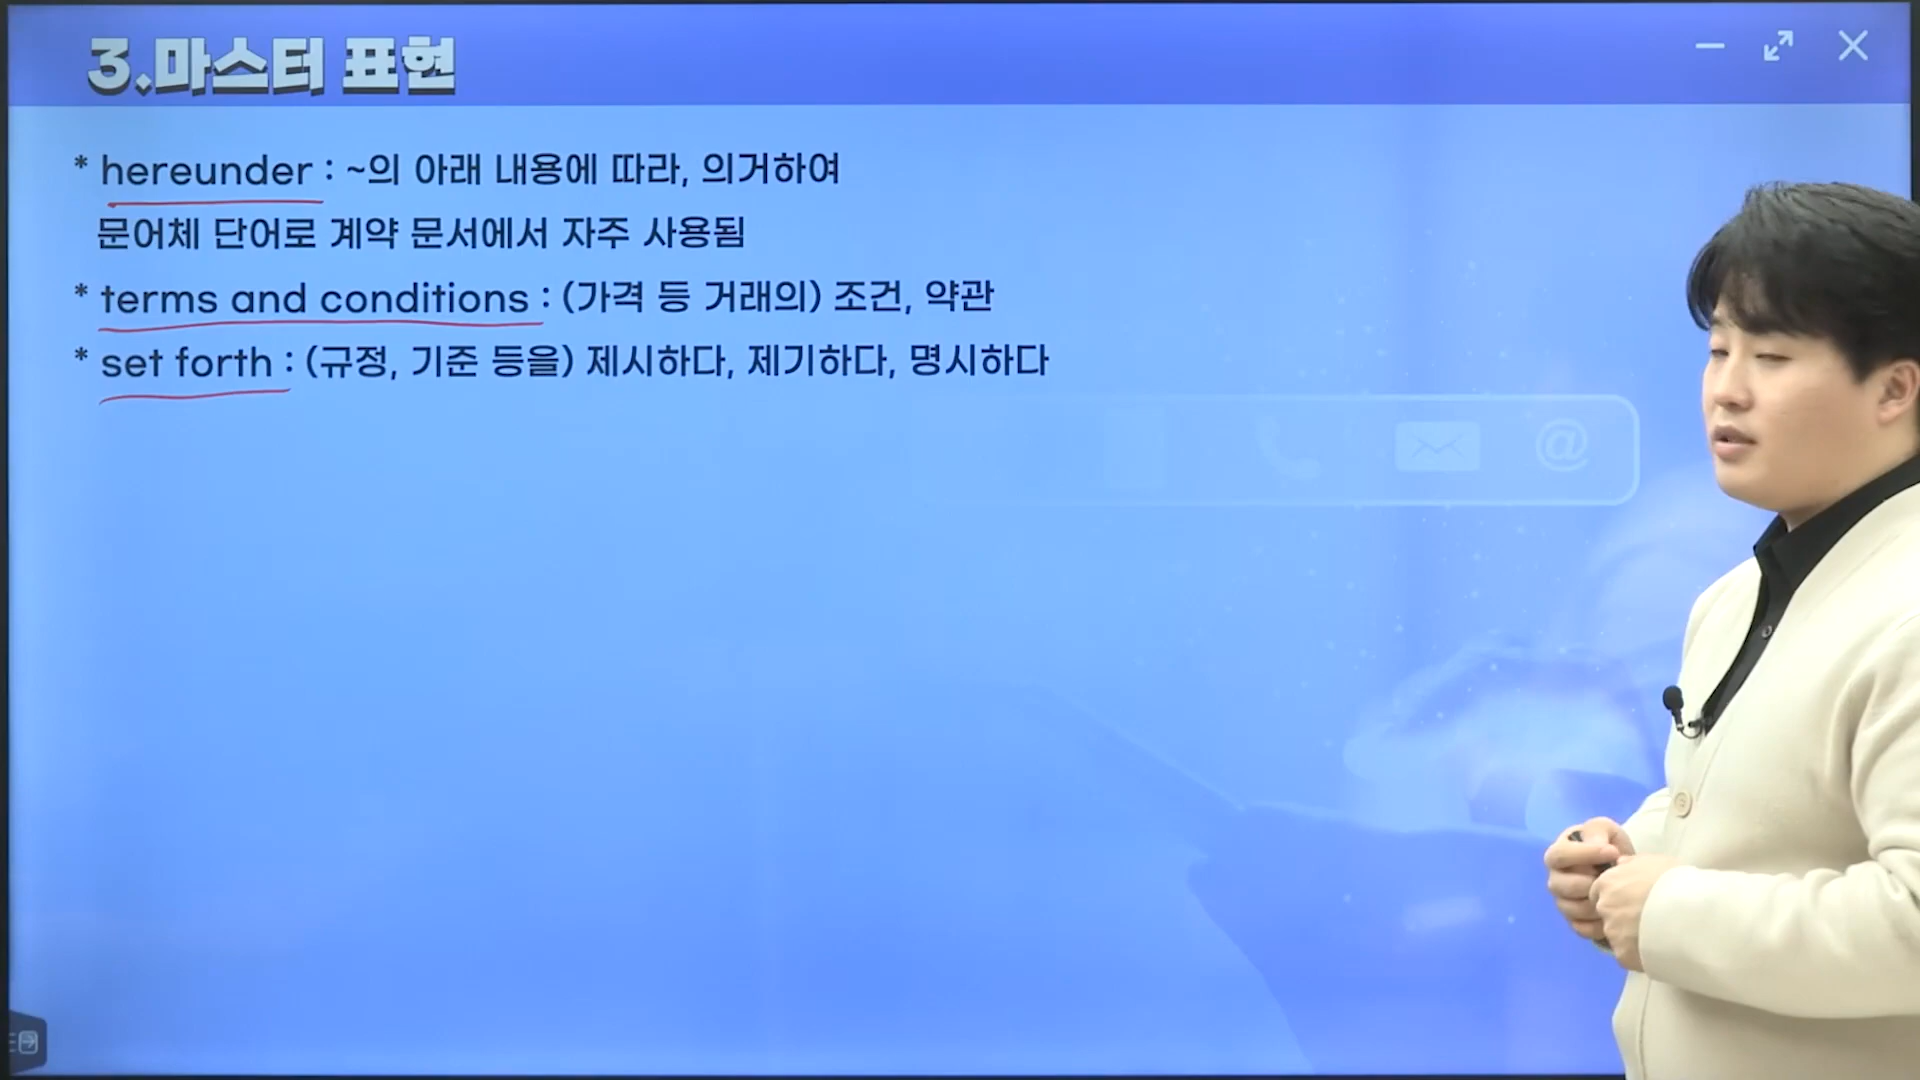 3.마스터 표현
* hereunder : ~의 아래 내용에 따라, 의거하여
문어체 단어로 계약 문서에서 자주 사용됨
* terms and conditions : (가격 등 거래의) 조건, 약관
* set forth : (규정, 기준 등을) 제시하다, 제기하다, 명시하다
@